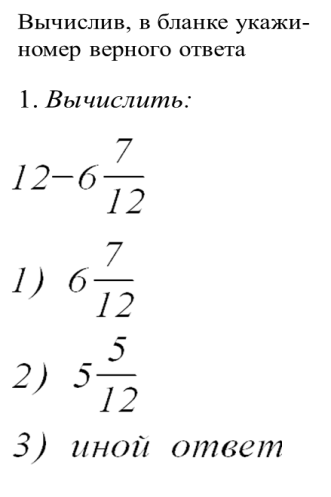 Вычислив, в бланке укажи-
номер верного ответа
1. Вычислить:
12−6 7/12
1) 6 7/12
2) 5 5/12
3) иной ответ